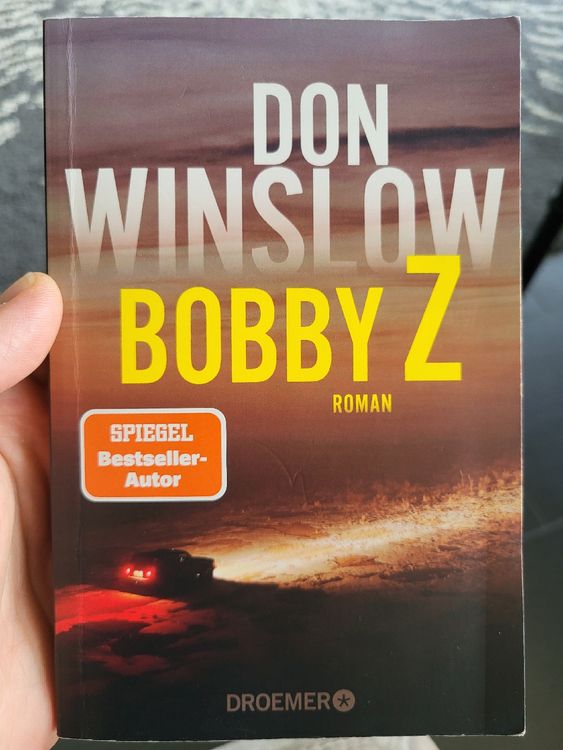 DON
WINSLOW
BOBBY Z
ROMAN
SPIEGEL
Bestseller-
Autor
DROEMER